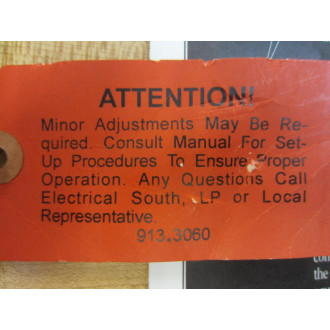 ATTENTION!
Minor Adjustments May Be Re-
quired. Consult Manual For Set-
Up Procedures To Ensure Proper
Operation. Any Questions Call
Electrical South, LP or Local
Representative.
913.3060
the